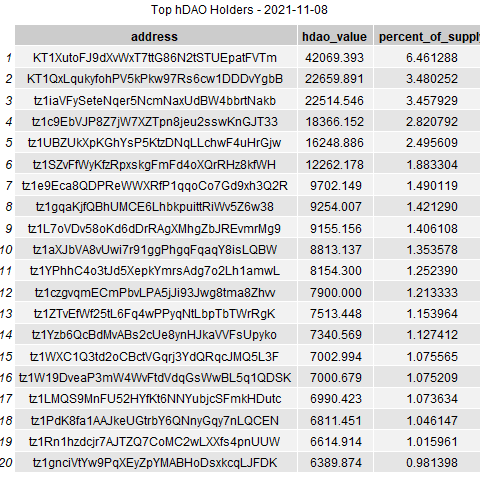 Top hDAO Holders - 2021-11-08
address hdao_value percent_of_supply
1 KT1XutoFJ9dXvWxT7ttG86N2tSTUEpatFVTm 42069.393 6.461288
2 KT1QxLqukyfohPV5kPkw97Rs6cw1DDDvYgbB 22659.891 3.480252
3 tz1iaVFySeteNqer5NcmNaxUdBW4bbrtNakb 22514.546 3.457929
4 tz1c9EbVJP8Z7jW7XZTpn8jeu2sswKnGJT33 18366.152 2.820792
5 tz1UBZUkXpKGhYsP5KtzDNqLLchwF4uHrGjw 16248.886 2.495609
6 tz1SZvFfWyKfzRpxskgFmFd4oXQrRHz8kfWH 12262.178 1.883304
7 tz1e9Eca8QDPReWWXRfP1qqoCo7Gd9xh3Q2R 9702.149 1.490119
8 tz1gqaKjfQBhUMCE6LhbkpuittRiWv5Z6w38 9254.007 1.421290
9 tz1L7oVDv58oKd6dDrRAgXMhgZbJREvmrMg9 9155.156 1.406108
10 tz1aXJbVA8vUwi7r91ggPhgqFqaqY8isLQBW 8813.137 1.353578
11 tz1YPhhC4o3tJd5XepkYmrsAdg7o2Lh1amwL 8154.300 1.252390
12 tz1czgvqmECmPbvLPA5jJi93Jwg8tma8Zhvv 7900.000 1.213333
13 tz1ZTvEfWf25tL6Fq4wPPyqNtLbpTbTWrRgK 7513.448 1.153964
14 tz1Yzb6QcBdMvABs2cUe8ynHJkaVVFsUpyko 7340.569 1.127412
15 tz1WXC1Q3td2oCBctVGqrj3YdQRqcJMQ5L3F 7002.994 1.075565
16 tz1W19DveaP3mW4WvFtdVdqGsWwBL5q1QDSK 7000.679 1.075209
17 tz1LMQS9MnFU52HYfKt6NNYubjcSFmkHDutc 6990.423 1.073634
18 tz1PdK8fa1AAJkeUGtrbY6QNnyGqy7nLQCEN 6811.451 1.046147
19 tz1Rn1hzdcjr7AJTZQ7CoMC2wLXXfs4pnUUW 6614.914 1.015961
20 tz1gnciVtYw9PqXEyZpYMABHoDsxkcqLJFDK 6389.874 0.981398